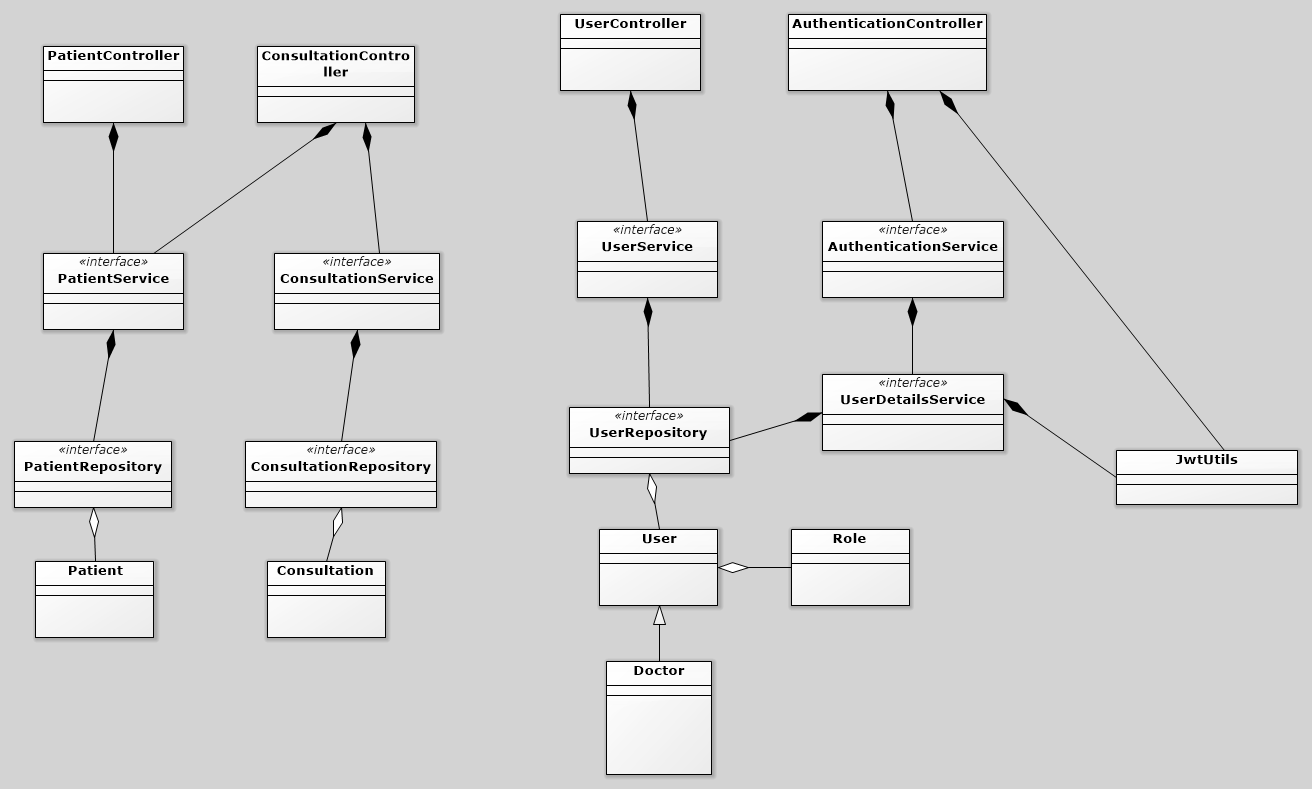 UserController
AuthenticationController
PatientController
ConsultationContro
ller
«interface»
UserService
«interface»
AuthenticationService
«interface»
PatientService
«interface»
ConsultationService
«interface»
UserDetailsService
«interface»
UserRepository
«interface»
PatientRepository
«interface»
ConsultationRepository
JwtUtils
User
Role
Patient
Consultation
Doctor